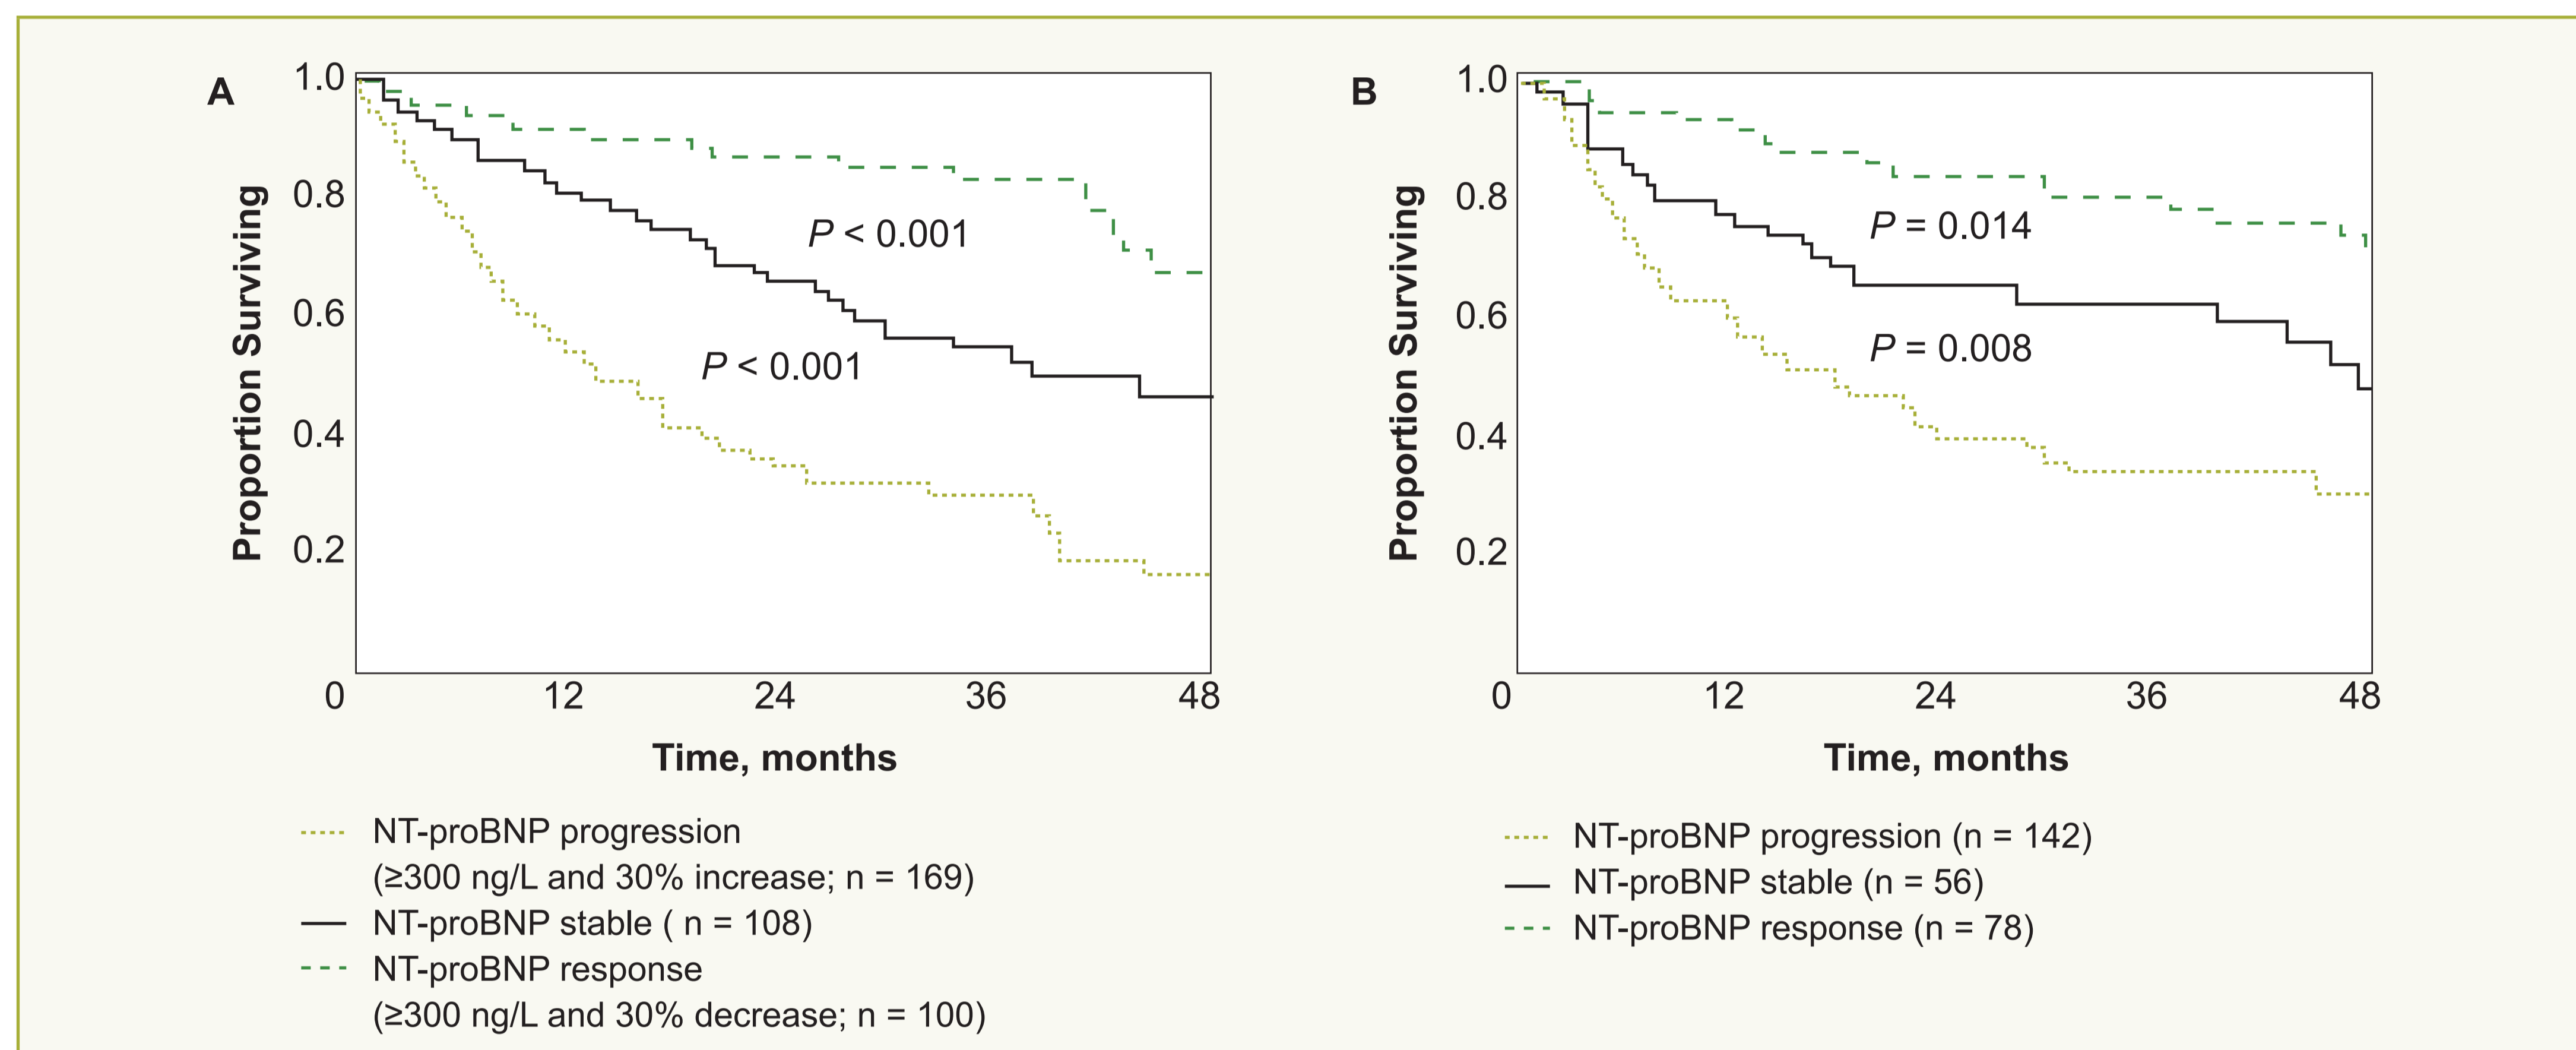 A
Proportion Surviving
1.0
0.8
0.6
0.4
0.2
0
12
24
36
48
P < 0.001
P < 0.001
Time, months
NT-proBNP progression
(≥300 ng/L and 30% increase; n = 169)
NT-proBNP stable ( n = 108)
NT-proBNP response
(≥300 ng/L and 30% decrease; n = 100)
B
Proportion Surviving
1.0
0.8
0.6
0.4
0.2
0
12
24
36
48
P = 0.014
P = 0.008
Time, months
NT-proBNP progression (n = 142)
NT-proBNP stable (n = 56)
NT-proBNP response (n = 78)